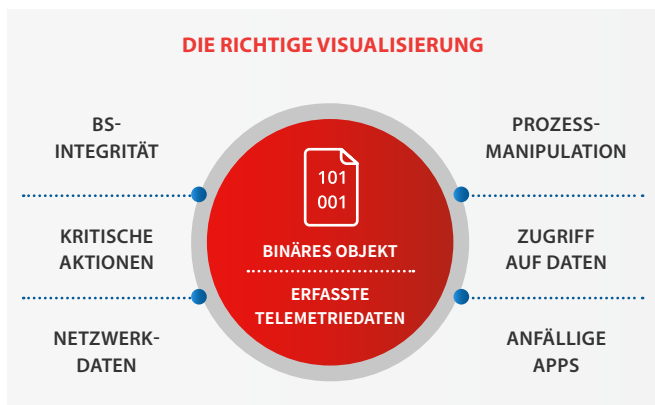 DIE RICHTIGE VISUALISIERUNG
BS-
INTEGRITÄT
KRITISCHE
AKTIONEN
NETZWERK-
DATEN
101
001
BINÄRES OBJEKT
ERFASSTE
TELEMETRIEDATEN
PROZESS-
MANIPULATION
ZUGRIFF
AUF DATEN
ANFÄLLIGE
APPS